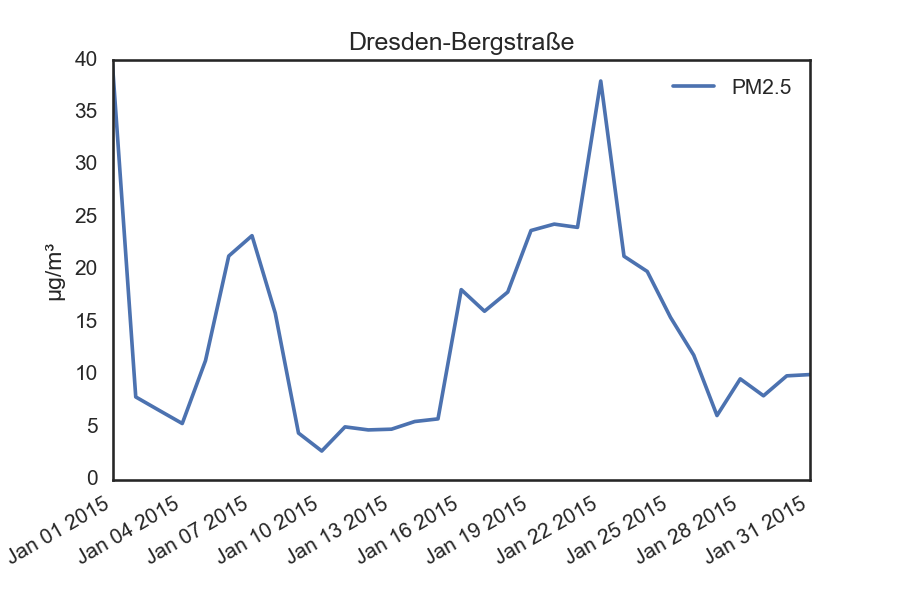 Dresden-Bergstraße
40
35
30
25
20
15
10
5
0
µg/m³
PM2.5
Jan 01 2015
Jan 04 2015
Jan 07 2015
Jan 10 2015
Jan 13 2015
Jan 16 2015
Jan 19 2015
Jan 22 2015
Jan 25 2015
Jan 28 2015
Jan 31 2015